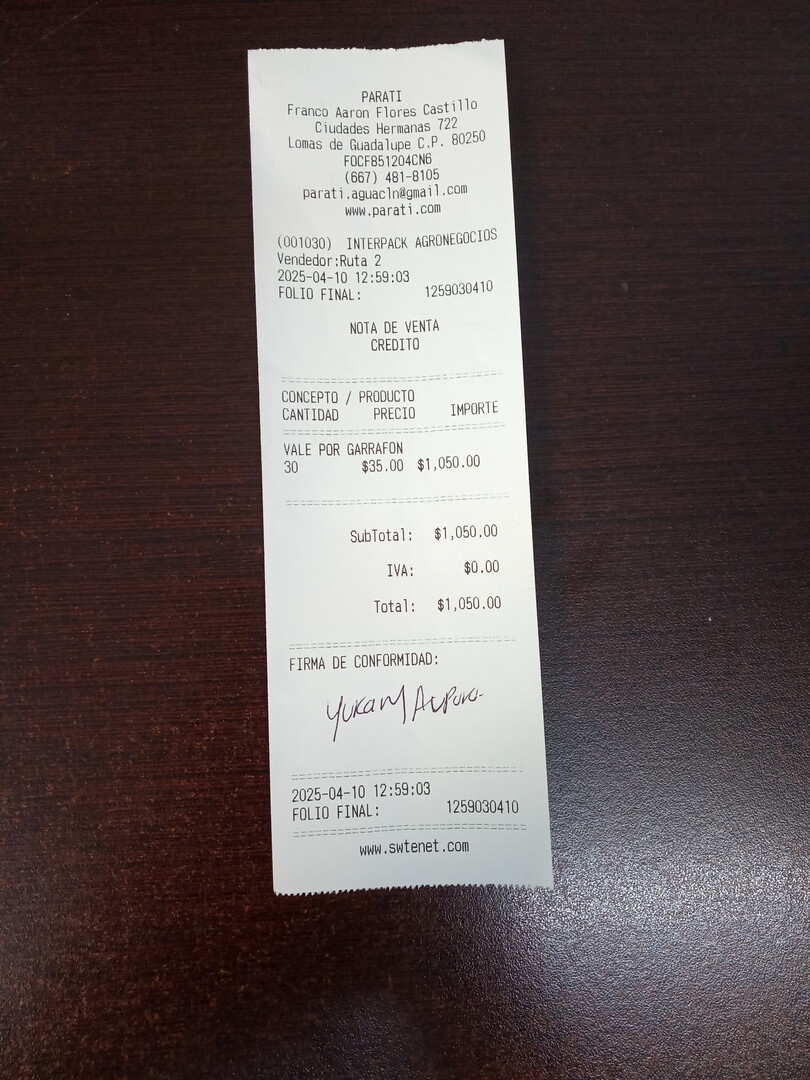 PARATI
Franco Aaron Flores Castillo
Ciudades Hermanas 722
Lomas de Guadalupe C.P. 80250
FOCF851204CN6
(667) 481-8105
parati.aguacln@gmail.com
www.parati.com
(001030) INTERPACK AGRONEGOCIOS
Vendedor:Ruta 2
2025-04-10 12:59:03
FOLIO FINAL: 1259030410
NOTA DE VENTA
CREDITO
CONCEPTO / PRODUCTO
CANTIDAD PRECIO IMPORTE
VALE POR GARRAFON
30 $35.00 $1,050.00
SubTotal: $1,050.00
IVA: $0.00
Total: $1,050.00
FIRMA DE CONFORMIDAD:
2025-04-10 12:59:03
FOLIO FINAL: 1259030410
www.swtenet.com